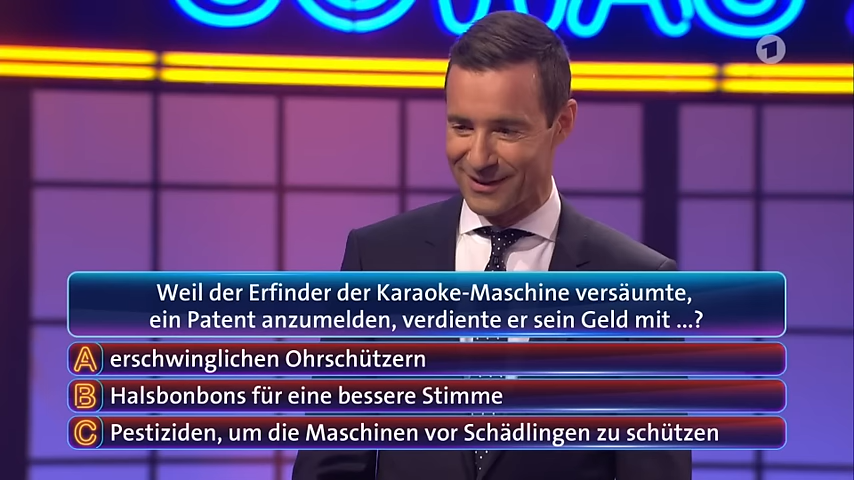 Weil der Erfinder der Karaoke-Maschine versäumte,
ein Patent anzumelden, verdiente er sein Geld mit ...?
A erschwinglichen Ohrschützern
B Halsbonbons für eine bessere Stimme
C Pestiziden, um die Maschinen vor Schädlingen zu schützen